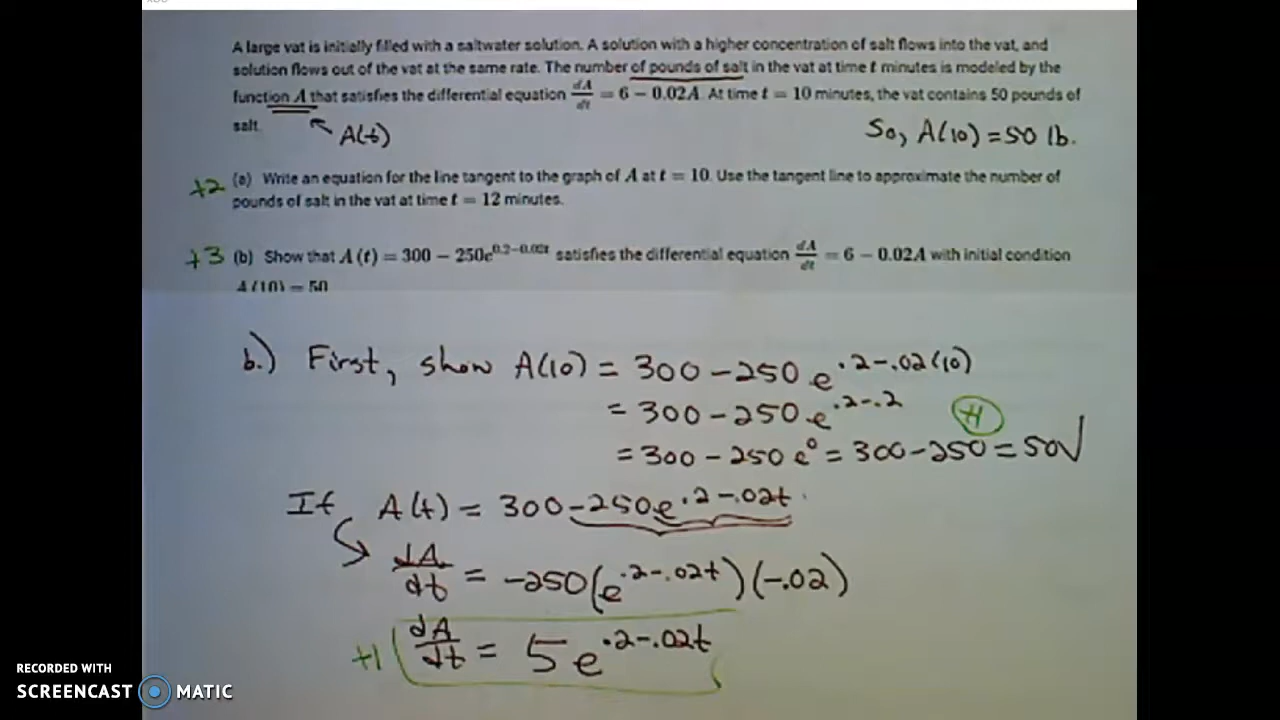 A large vat is initially filled with a saltwater solution. A solution with a higher concentration of salt flows into the vat, and
solution flows out of the vat at the same rate. The number of pounds of salt in the vat at time t minutes is modeled by the
function A that satisfies the differential equation dA/dt = 6 − 0.02A. At time t = 10 minutes, the vat contains 50 pounds of
salt.
A(t)
So, A(10) = 50 lb.
+2 (a) Write an equation for the line tangent to the graph of A at t = 10. Use the tangent line to approximate the number of
pounds of salt in the vat at time t = 12 minutes.
+3 (b) Show that A(t) = 300 − 250e^{0.2−0.02t} satisfies the differential equation dA/dt = 6 − 0.02A with initial condition
A(10) = 50
b.) First, show A(10) = 300 − 250 e^{.2−.02(10)}
= 300 − 250 e^{.2−.2}
+1
= 300 − 250 e^0 = 300 − 250 = 50 √
If A(t) = 300 − 250e^{.2−.02t}
dA/dt = −250(e^{.2−.02t})(−.02)
+1 dA/dt = 5e^{.2−.02t}
RECORDED WITH
SCREENCAST MATIC